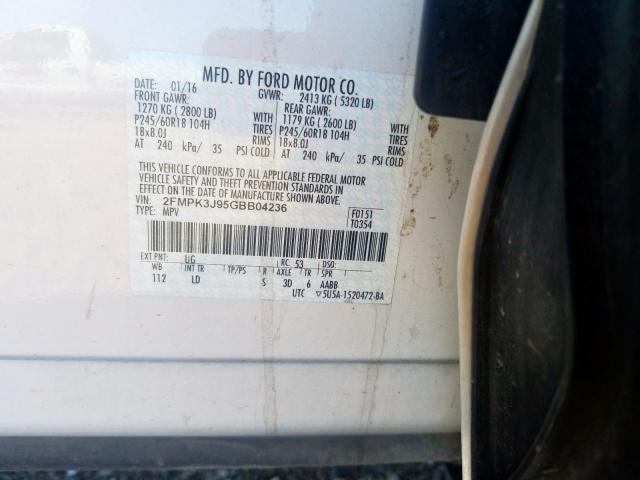 MFD. BY FORD MOTOR CO.
DATE: 01/16 GVWR: 2413 KG ( 5320 LB)
FRONT GAWR: REAR GAWR:
1270 KG ( 2800 LB) WITH 1179 KG ( 2600 LB) WITH
P245/60R18 104H TIRES P245/60R18 104H TIRES
18x8.0J RIMS 18x8.0J RIMS
AT 240 kPa/ 35 PSI COLD AT 240 kPa/ 35 PSI COLD
THIS VEHICLE CONFORMS TO ALL APPLICABLE FEDERAL MOTOR
VEHICLE SAFETY AND THEFT PREVENTION STANDARDS IN
EFFECT ON THE DATE OF MANUFACTURE SHOWN ABOVE.
VIN: 2FMPK3J95GBB04236 F0151
TYPE: MPV T0354
EXT PNT: UG RC: 53 DSO:
WB INT TR TP/PS R AXLE TR SPR
112 LD S 3D 6 AABB
UTC ▽5U5A-1520472-BA